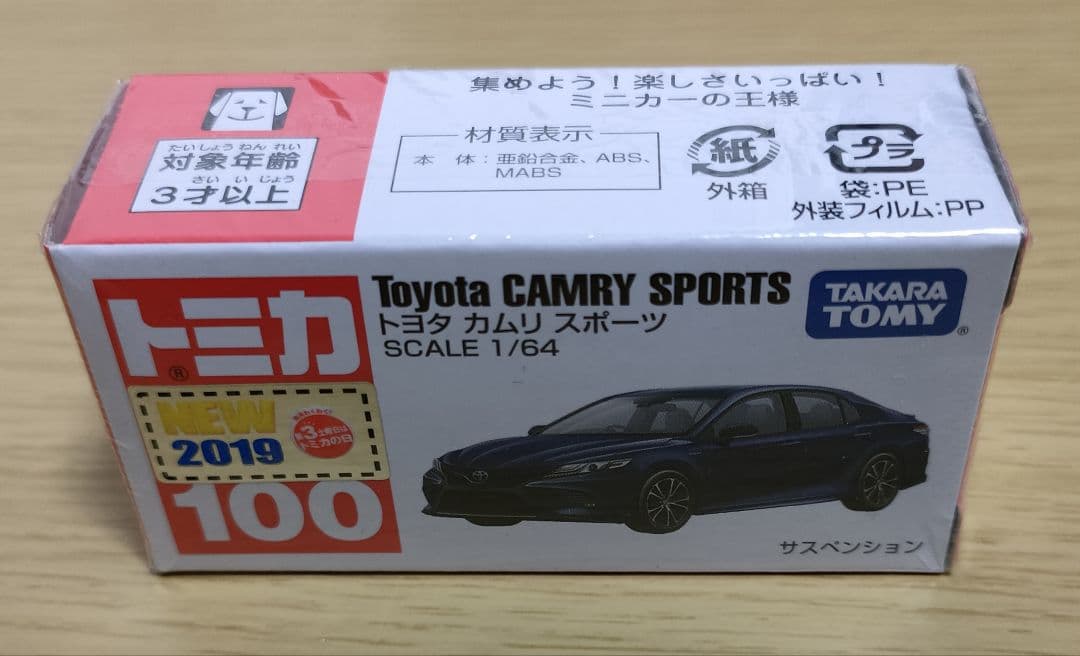 集めよう！楽しさいっぱい！
ミニカーの王様
たいしょうねんれい
対象年齢
さいいじょう
3才以上
材質表示
本 体：亜鉛合金、ABS、
MABS
紙
外箱
プラ
袋：PE
外装フィルム：PP
トミカ
®
Toyota CAMRY SPORTS
トヨタ カムリ スポーツ
SCALE 1/64
TAKARA
TOMY
®
NEW
2019
第3土曜日は
トミカの日
100
サスペンション